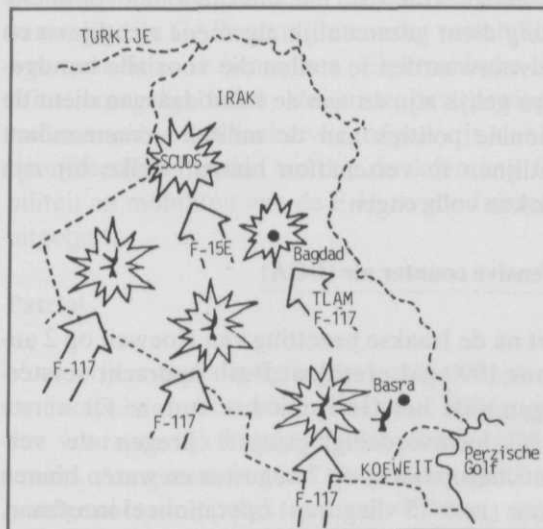 TURKIJE
IRAK
SCUDS
F-15E
Bagdad
TLAM
F-117
F-117
F-117
Basra
KOEWEIT
Perzische
Golf
F-117